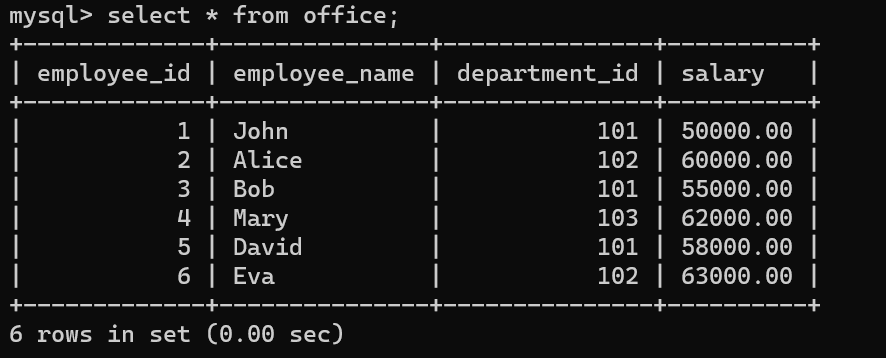 mysql> select * from office;
+-------------+---------------+---------------+----------+
| employee_id | employee_name | department_id | salary   |
+-------------+---------------+---------------+----------+
|           1 | John          |           101 | 50000.00 |
|           2 | Alice         |           102 | 60000.00 |
|           3 | Bob           |           101 | 55000.00 |
|           4 | Mary          |           103 | 62000.00 |
|           5 | David         |           101 | 58000.00 |
|           6 | Eva           |           102 | 63000.00 |
+-------------+---------------+---------------+----------+
6 rows in set (0.00 sec)